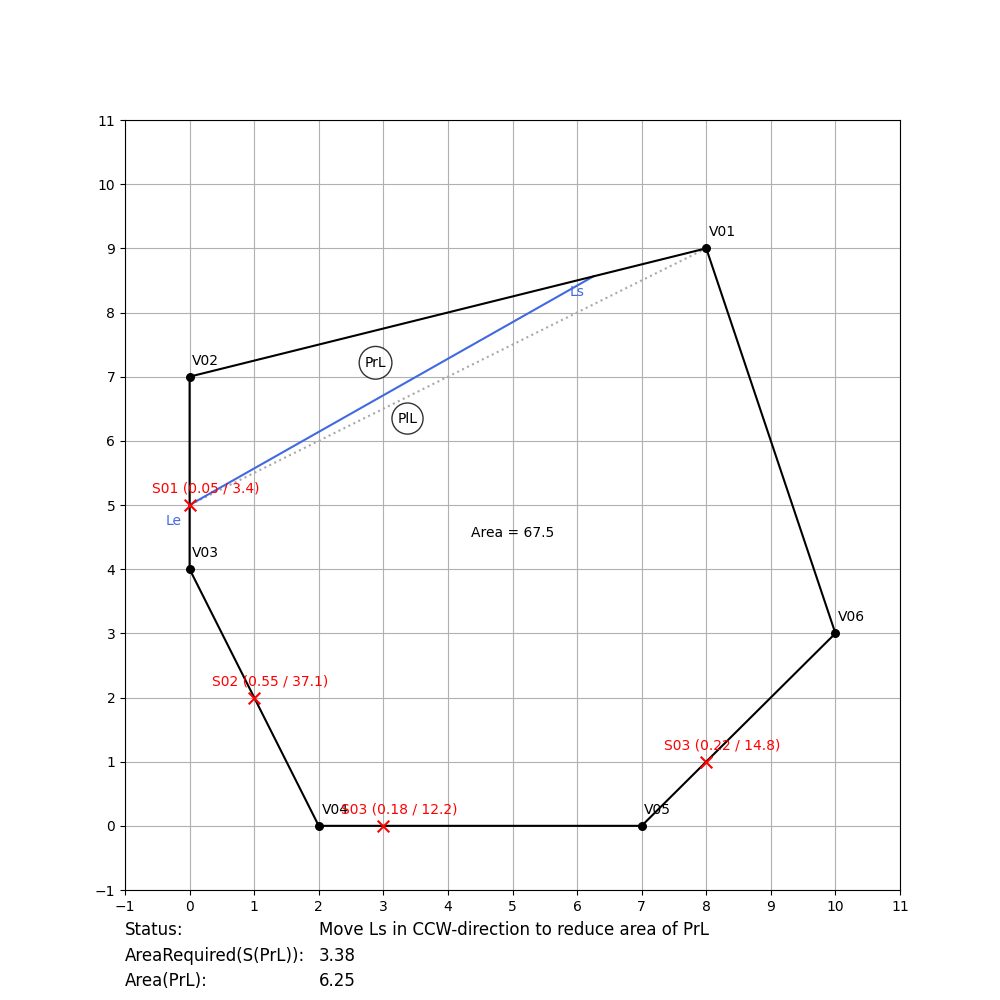 11
10
9
8
7
6
5
4
3
2
1
0
−1
−1 0 1 2 3 4 5 6 7 8 9 10 11
V01
Ls
V02
PrL
PlL
S01 (0.05 / 3.4)
Le
Area = 67.5
V03
V06
S02 (0.55 / 37.1)
S03 (0.22 / 14.8)
V04
S03 (0.18 / 12.2)
V05
Status: Move Ls in CCW-direction to reduce area of PrL
AreaRequired(S(PrL)): 3.38
Area(PrL): 6.25